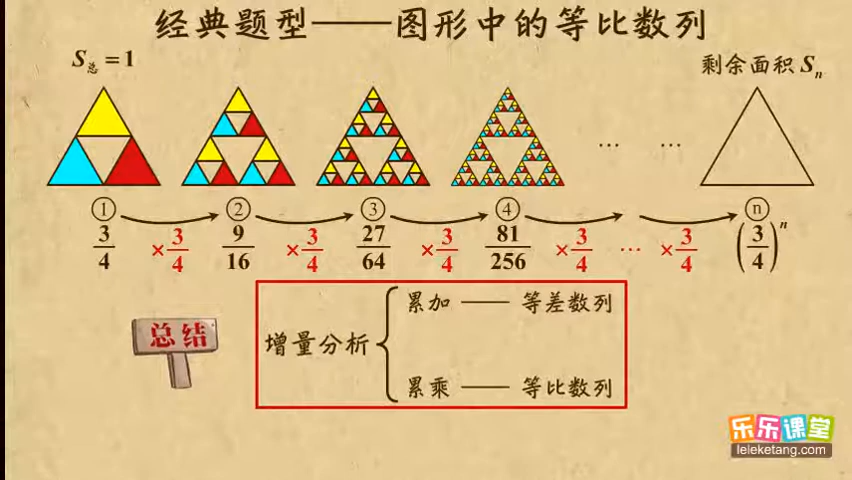 经典题型——图形中的等比数列
S总=1
剩余面积 Sn
… …
① ② ③ ④ ⓝ
3/4 ×3/4 9/16 ×3/4 27/64 ×3/4 81/256 ×3/4 … ×3/4 (3/4)^n
总结
增量分析
累加 —— 等差数列
累乘 —— 等比数列
乐乐课堂
leleketang.com